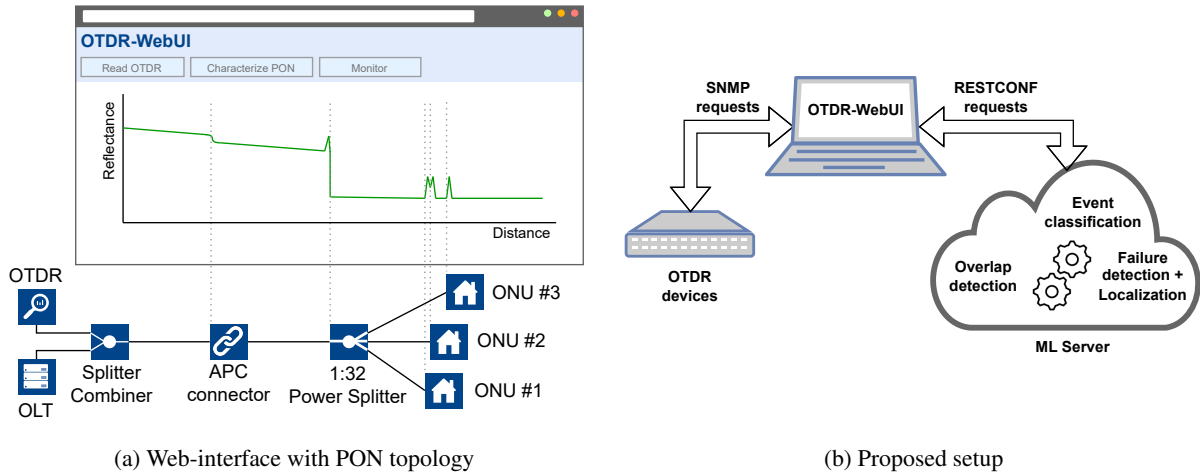 OTDR-WebUI
Read OTDR
Characterize PON
Monitor
Reflectance
Distance
OTDR
OLT
Splitter
Combiner
APC
connector
1:32
Power Splitter
ONU #3
ONU #2
ONU #1
(a) Web-interface with PON topology
SNMP
requests
OTDR-WebUI
RESTCONF
requests
OTDR
devices
Event
classification
Overlap
detection
Failure
detection +
Localization
ML Server
(b) Proposed setup